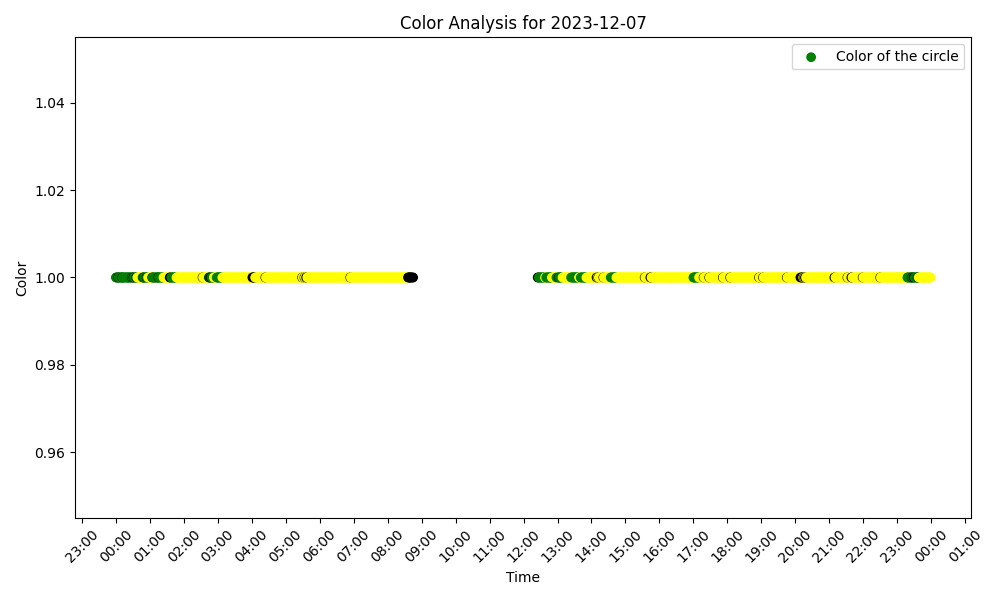 Color Analysis for 2023-12-07
Color of the circle
1.04
1.02
1.00
0.98
0.96
Color
23:00 00:00 01:00 02:00 03:00 04:00 05:00 06:00 07:00 08:00 09:00 10:00 11:00 12:00 13:00 14:00 15:00 16:00 17:00 18:00 19:00 20:00 21:00 22:00 23:00 00:00 01:00
Time